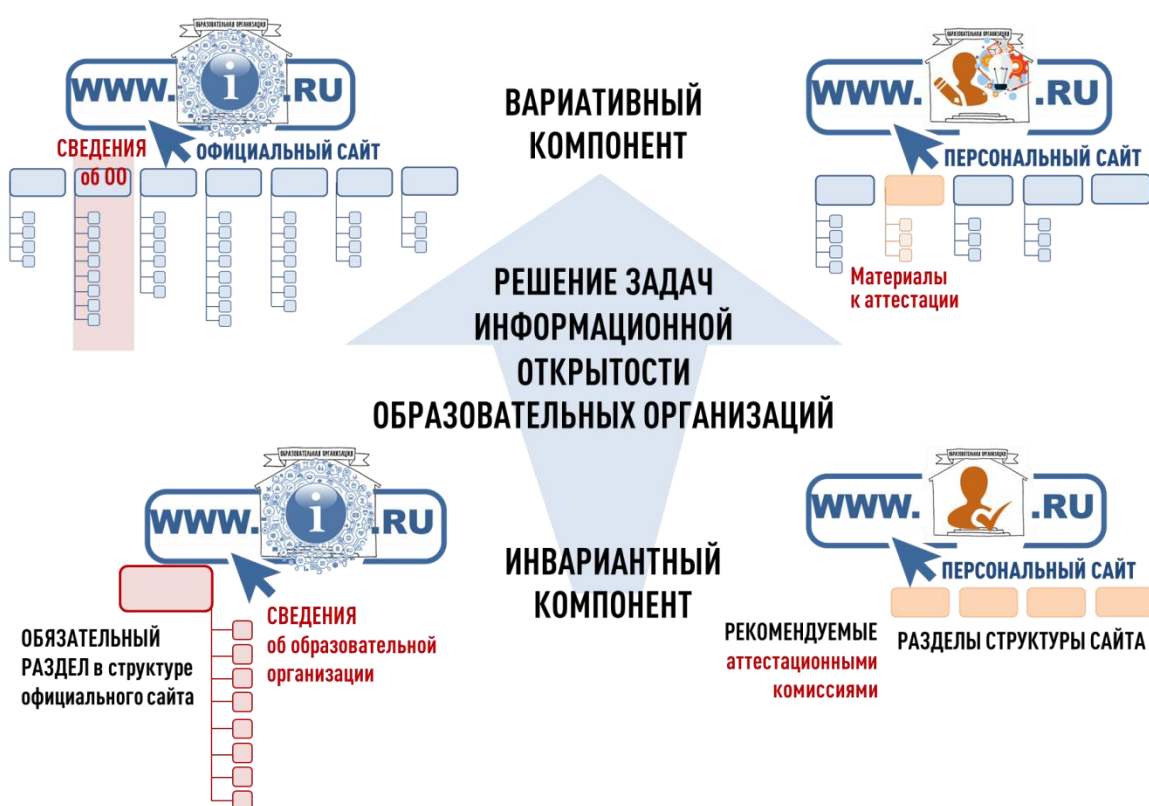 ОБРАЗОВАТЕЛЬНАЯ ОРГАНИЗАЦИЯ
WWW. i .RU
СВЕДЕНИЯ
об ОО
ОФИЦИАЛЬНЫЙ САЙТ
ВАРИАТИВНЫЙ
КОМПОНЕНТ
ОБРАЗОВАТЕЛЬНАЯ ОРГАНИЗАЦИЯ
WWW. .RU
ПЕРСОНАЛЬНЫЙ САЙТ
Материалы
к аттестации
РЕШЕНИЕ ЗАДАЧ
ИНФОРМАЦИОННОЙ
ОТКРЫТОСТИ
ОБРАЗОВАТЕЛЬНЫХ ОРГАНИЗАЦИЙ
ОБРАЗОВАТЕЛЬНАЯ ОРГАНИЗАЦИЯ
WWW. i .RU
ОБЯЗАТЕЛЬНЫЙ
РАЗДЕЛ в структуре
официального сайта
СВЕДЕНИЯ
об образовательной
организации
ИНВАРИАНТНЫЙ
КОМПОНЕНТ
ОБРАЗОВАТЕЛЬНАЯ ОРГАНИЗАЦИЯ
WWW. .RU
ПЕРСОНАЛЬНЫЙ САЙТ
РЕКОМЕНДУЕМЫЕ
аттестационными
комиссиями
РАЗДЕЛЫ СТРУКТУРЫ САЙТА